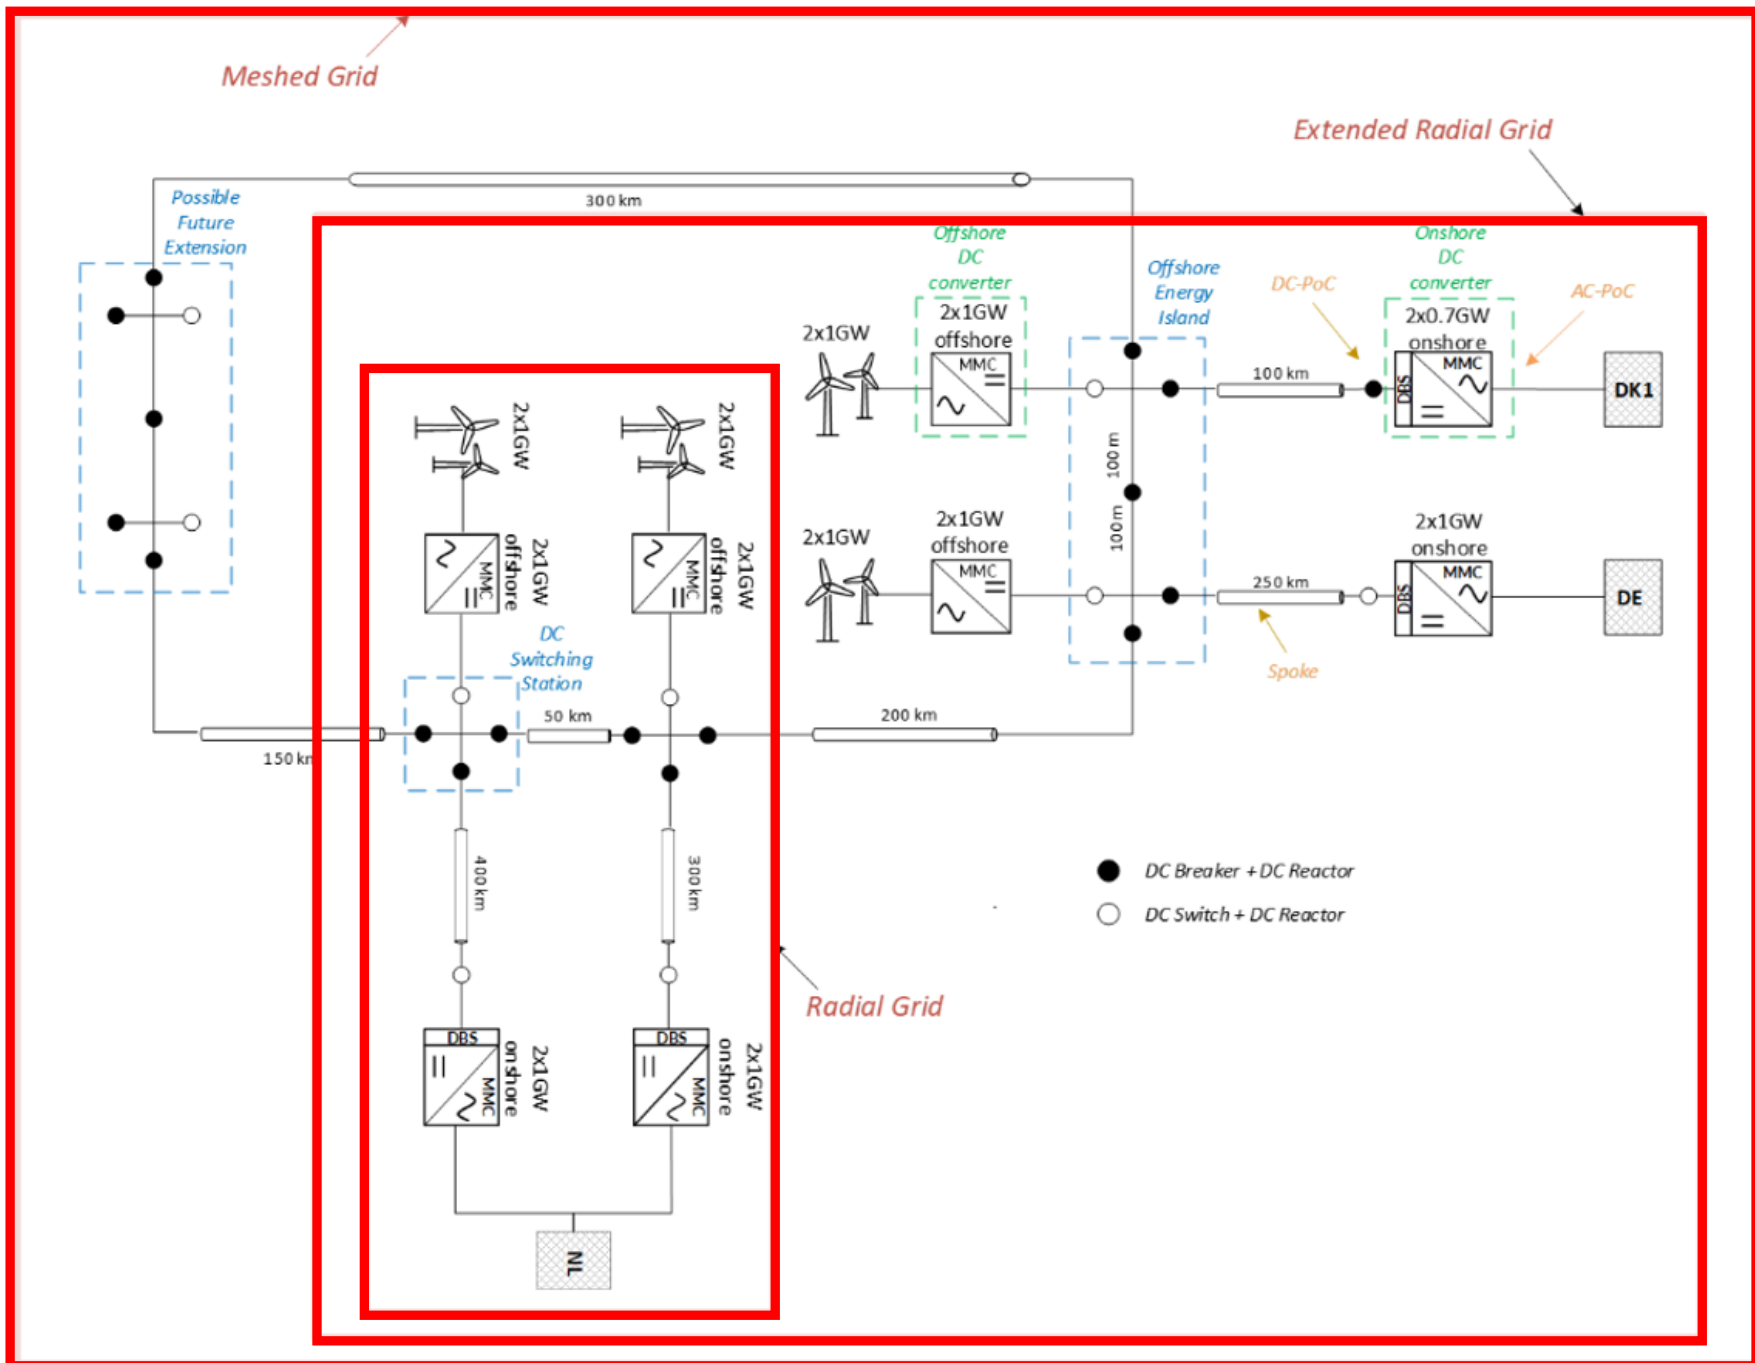 Meshed Grid
Extended Radial Grid
300 km
Possible
Future
Extension
Offshore
DC
converter
2x1GW
offshore
MMC
2x1GW
Offshore
Energy
Island
DC-PoC
Onshore
DC
converter
2x0.7GW
onshore
MMC
DBS
AC-PoC
100 km
DK1
100 m
100 m
2x1GW
2x1GW
offshore
MMC
250 km
Spoke
2x1GW
onshore
MMC
DBS
DE
2x1GW
2x1GW
2x1GW
offshore
MMC
2x1GW
offshore
MMC
DC
Switching
Station
50 km
200 km
150 km
400 km
300 km
DC Breaker + DC Reactor
DC Switch + DC Reactor
Radial Grid
DBS
MMC
2x1GW
onshore
DBS
MMC
2x1GW
onshore
NL